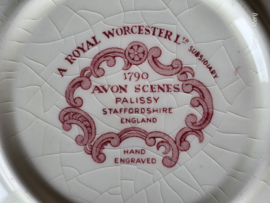 A ROYAL WORCESTER LTD SUBSIDIARY
1790
AVON SCENES
PALISSY
STAFFORDSHIRE
ENGLAND
HAND
ENGRAVED